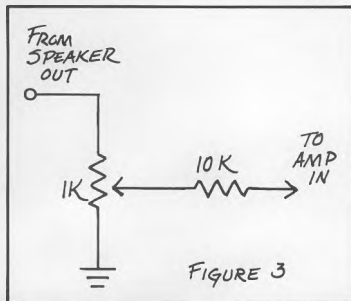 FROM
SPEAKER
OUT
1K
10K
TO
AMP
IN
FIGURE 3